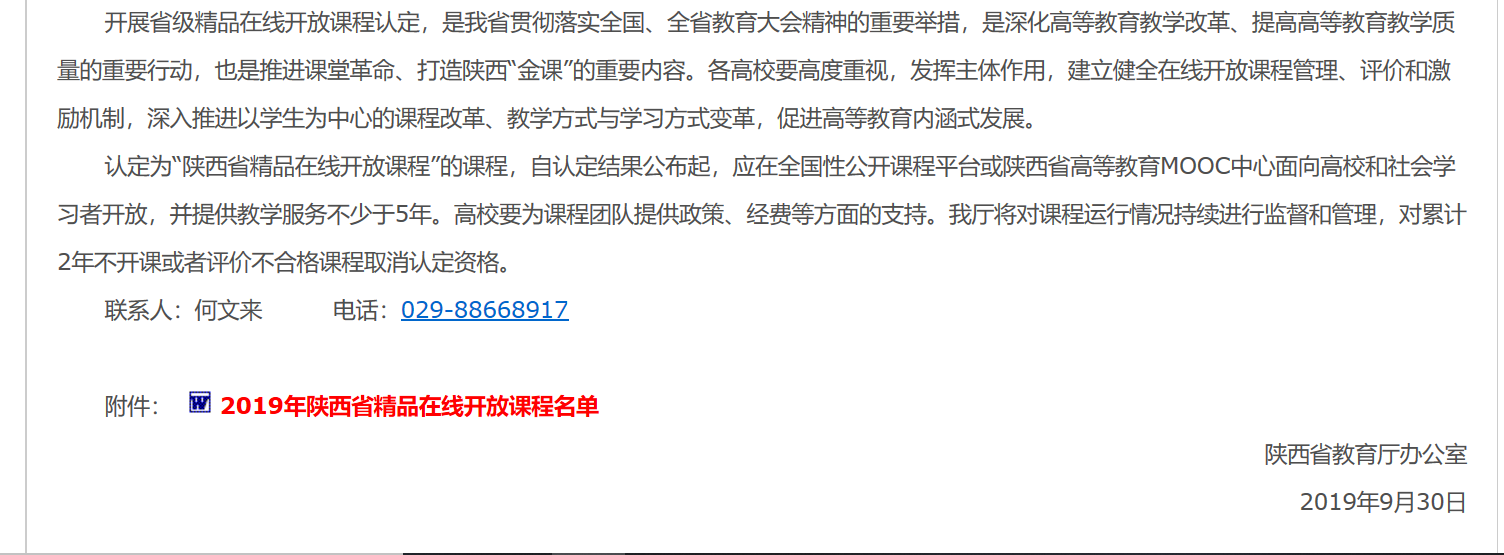 开展省级精品在线开放课程认定，是我省贯彻落实全国、全省教育大会精神的重要举措，是深化高等教育教学改革、提高高等教育教学质
量的重要行动，也是推进课堂革命、打造陕西“金课”的重要内容。各高校要高度重视，发挥主体作用，建立健全在线开放课程管理、评价和激
励机制，深入推进以学生为中心的课程改革、教学方式与学习方式变革，促进高等教育内涵式发展。
认定为“陕西省精品在线开放课程”的课程，自认定结果公布起，应在全国性公开课程平台或陕西省高等教育MOOC中心面向高校和社会学
习者开放，并提供教学服务不少于5年。高校要为课程团队提供政策、经费等方面的支持。我厅将对课程运行情况持续进行监督和管理，对累计
2年不开课或者评价不合格课程取消认定资格。
联系人：何文来 电话：029-88668917
附件： 2019年陕西省精品在线开放课程名单
陕西省教育厅办公室
2019年9月30日